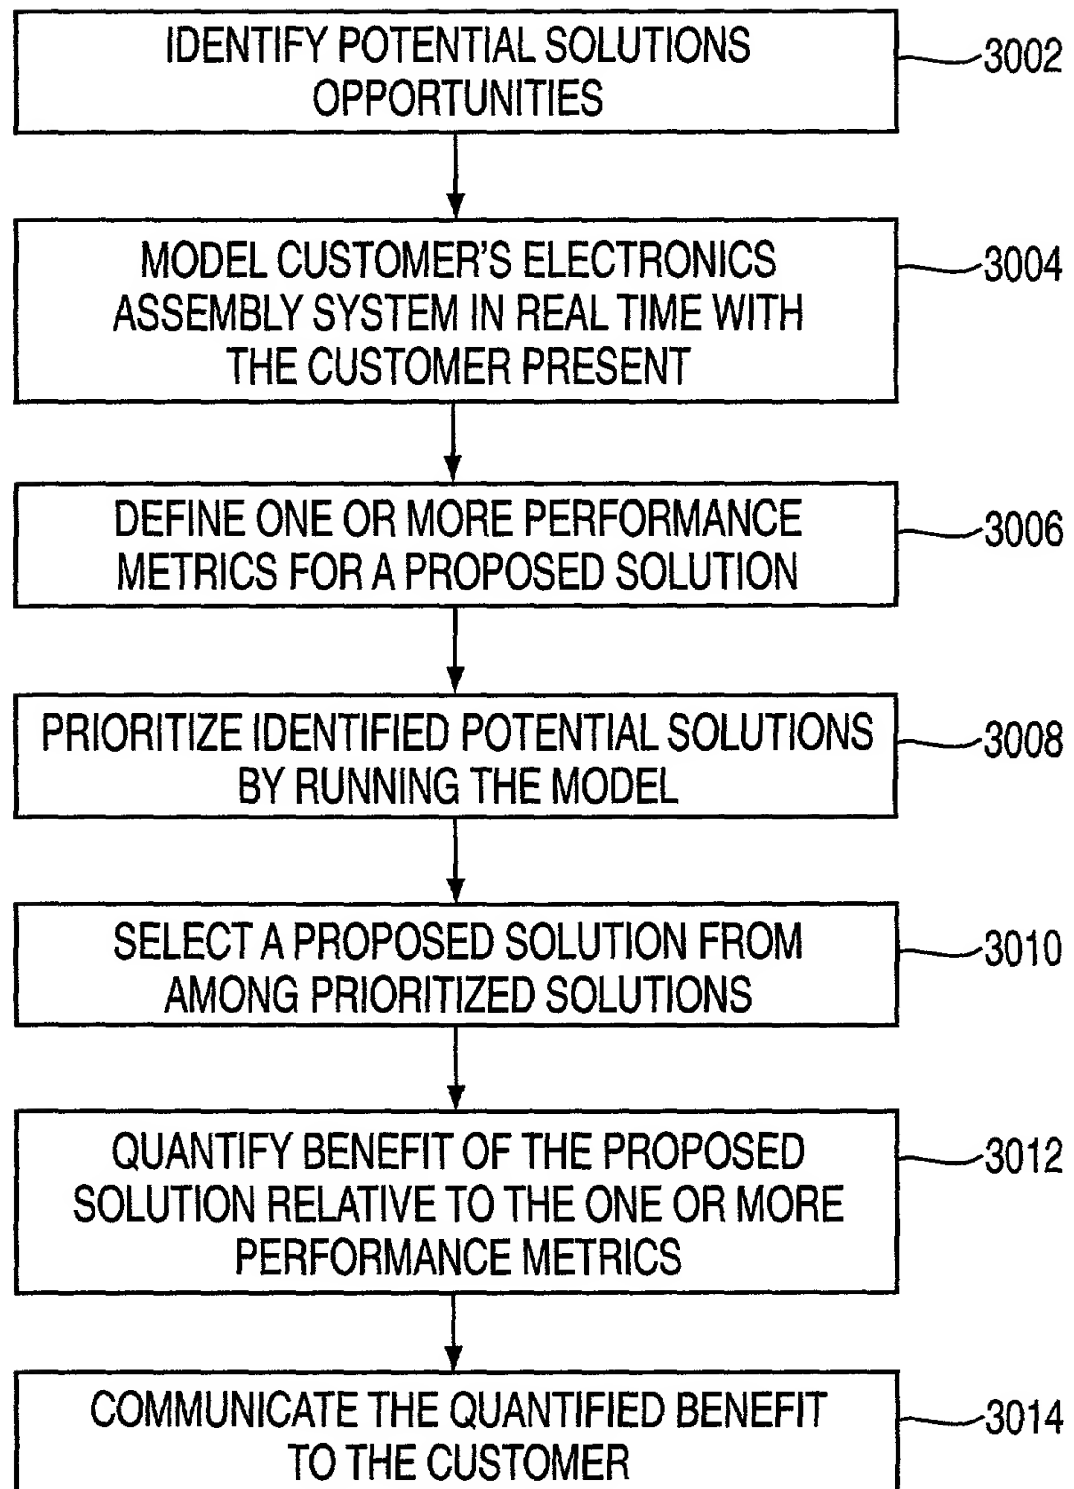 IDENTIFY POTENTIAL SOLUTIONS
OPPORTUNITIES
3002
MODEL CUSTOMER'S ELECTRONICS
ASSEMBLY SYSTEM IN REAL TIME WITH
THE CUSTOMER PRESENT
3004
DEFINE ONE OR MORE PERFORMANCE
METRICS FOR A PROPOSED SOLUTION
3006
PRIORITIZE IDENTIFIED POTENTIAL SOLUTIONS
BY RUNNING THE MODEL
3008
SELECT A PROPOSED SOLUTION FROM
AMONG PRIORITIZED SOLUTIONS
3010
QUANTIFY BENEFIT OF THE PROPOSED
SOLUTION RELATIVE TO THE ONE OR MORE
PERFORMANCE METRICS
3012
COMMUNICATE THE QUANTIFIED BENEFIT
TO THE CUSTOMER
3014